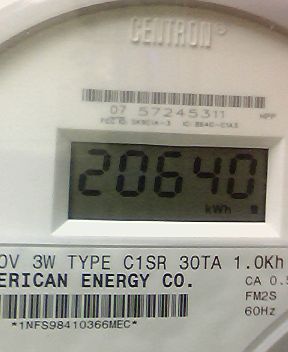 CENTRON®
07 57245311
20640
kWh
0V 3W TYPE C1SR 30TA 1.0Kh
ERICAN ENERGY CO.
CA 0.5
FM2S
60Hz
*1NFS98410366MEC*